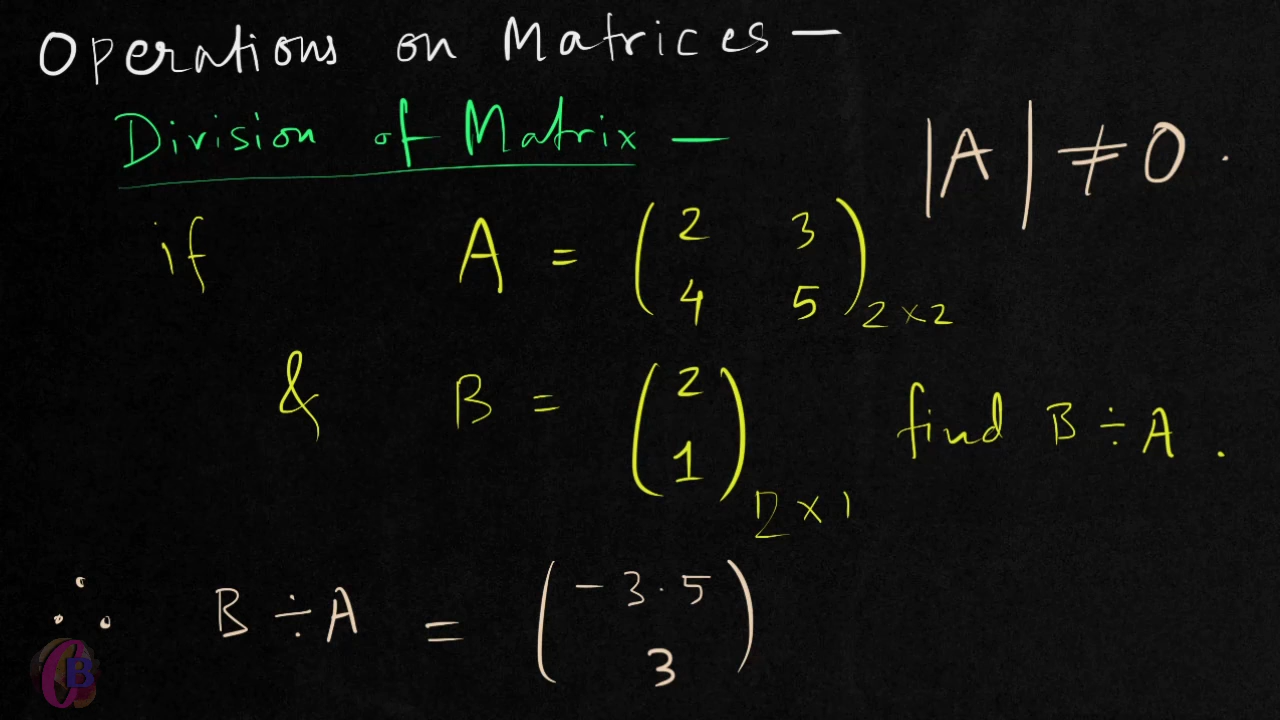 Operations on Matrices —
Division of Matrix —
|A| ≠ 0 .
if A = ( 2 3
4 5 ) 2×2
& B = ( 2
1 ) 2×1 find B ÷ A .
∴ B ÷ A = ( -3.5
3 )
CB